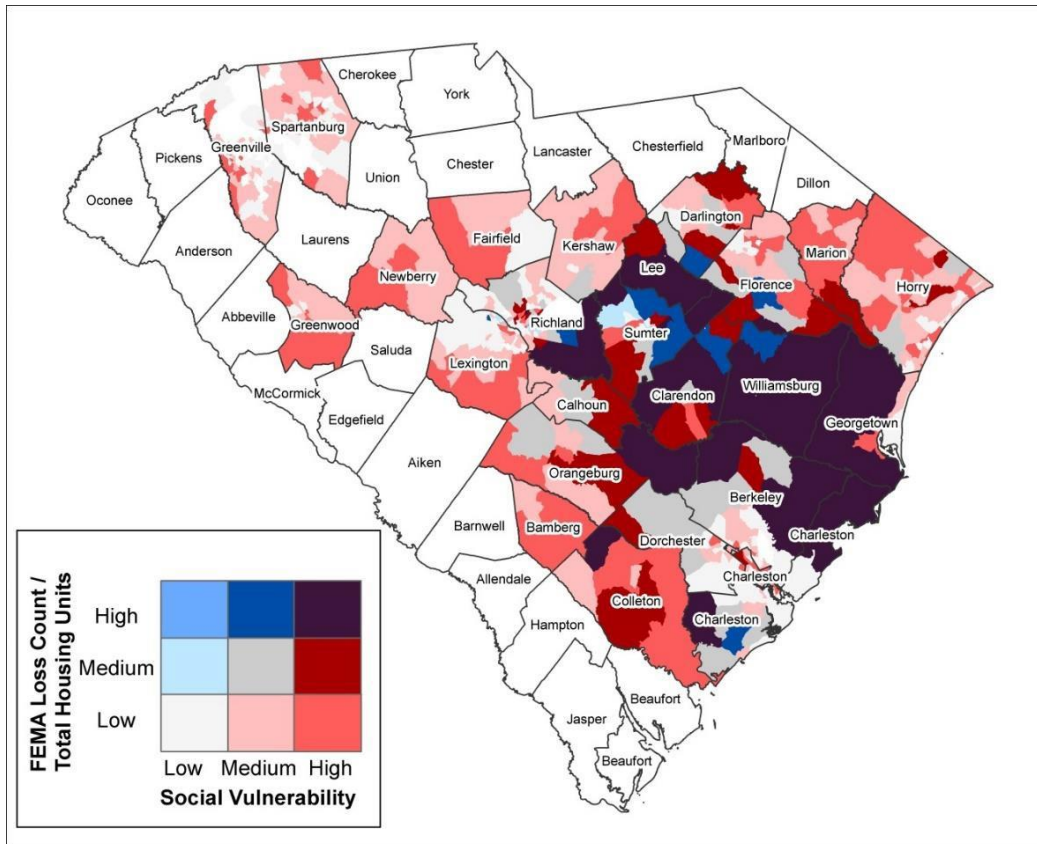 Cherokee
York
Spartanburg
Greenville
Pickens
Oconee
Union
Chester
Lancaster
Chesterfield
Marlboro
Dillon
Anderson
Laurens
Fairfield
Kershaw
Darlington
Marion
Lee
Florence
Horry
Newberry
Abbeville
Greenwood
Richland
Sumter
Saluda
Lexington
McCormick
Edgefield
Calhoun
Clarendon
Williamsburg
Georgetown
Aiken
Orangeburg
Berkeley
Barnwell
Bamberg
Dorchester
Charleston
Allendale
Charleston
Colleton
Charleston
Hampton
Beaufort
Jasper
Beaufort
FEMA Loss Count /
Total Housing Units
High
Medium
Low
Low Medium High
Social Vulnerability